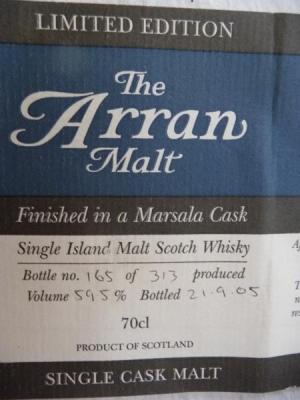 LIMITED EDITION
The
Arran
Malt
Finished in a Marsala Cask
Single Island Malt Scotch Whisky
Bottle no. 165 of 313 produced
Volume 59.5% Bottled 21.9.05
70cl
PRODUCT OF SCOTLAND
SINGLE CASK MALT